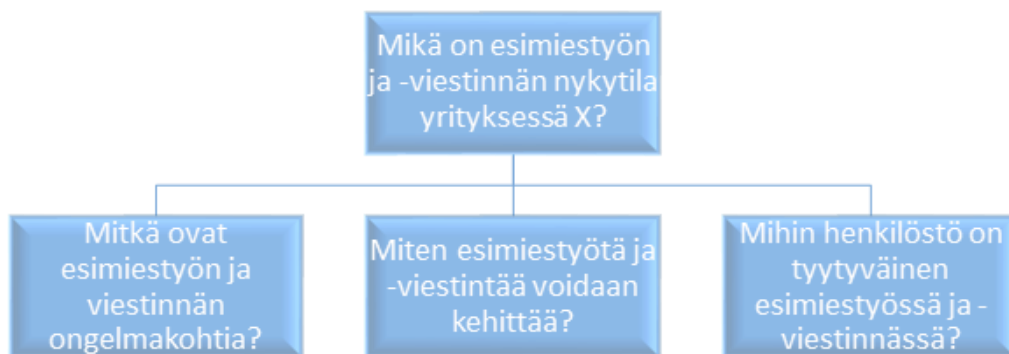 Mikä on esimiestyön
ja -viestinnän nykytila
yrityksessä X?
Mitkä ovat
esimiestyön ja
viestinnän
ongelmakohtia?
Miten esimiestyötä ja
-viestintää voidaan
kehittää?
Mihin henkilöstö on
tyytyväinen
esimiestyössä ja -
viestinnässä?